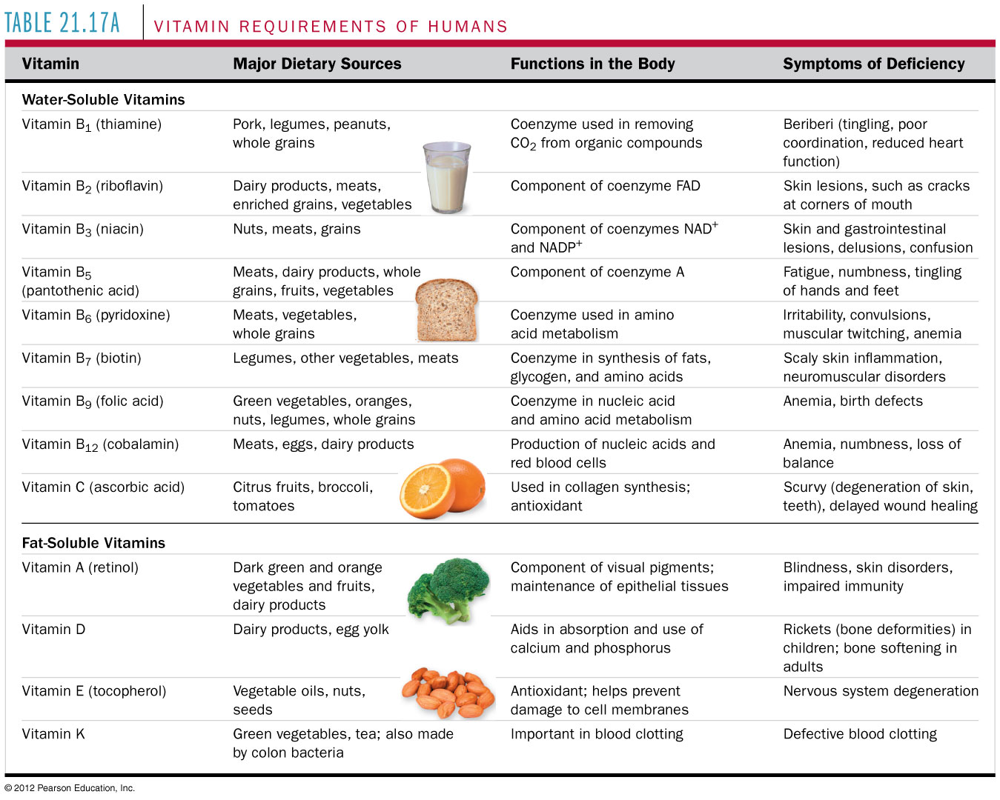 TABLE 21.17A
VITAMIN REQUIREMENTS OF HUMANS
Vitamin
Major Dietary Sources
Functions in the Body
Symptoms of Deficiency
Water-Soluble Vitamins
Vitamin B1 (thiamine)
Pork, legumes, peanuts,
whole grains
Coenzyme used in removing
CO2 from organic compounds
Beriberi (tingling, poor
coordination, reduced heart
function)
Vitamin B2 (riboflavin)
Dairy products, meats,
enriched grains, vegetables
Component of coenzyme FAD
Skin lesions, such as cracks
at corners of mouth
Vitamin B3 (niacin)
Nuts, meats, grains
Component of coenzymes NAD+
and NADP+
Skin and gastrointestinal
lesions, delusions, confusion
Vitamin B5
(pantothenic acid)
Meats, dairy products, whole
grains, fruits, vegetables
Component of coenzyme A
Fatigue, numbness, tingling
of hands and feet
Vitamin B6 (pyridoxine)
Meats, vegetables,
whole grains
Coenzyme used in amino
acid metabolism
Irritability, convulsions,
muscular twitching, anemia
Vitamin B7 (biotin)
Legumes, other vegetables, meats
Coenzyme in synthesis of fats,
glycogen, and amino acids
Scaly skin inflammation,
neuromuscular disorders
Vitamin B9 (folic acid)
Green vegetables, oranges,
nuts, legumes, whole grains
Coenzyme in nucleic acid
and amino acid metabolism
Anemia, birth defects
Vitamin B12 (cobalamin)
Meats, eggs, dairy products
Production of nucleic acids and
red blood cells
Anemia, numbness, loss of
balance
Vitamin C (ascorbic acid)
Citrus fruits, broccoli,
tomatoes
Used in collagen synthesis;
antioxidant
Scurvy (degeneration of skin,
teeth), delayed wound healing
Fat-Soluble Vitamins
Vitamin A (retinol)
Dark green and orange
vegetables and fruits,
dairy products
Component of visual pigments;
maintenance of epithelial tissues
Blindness, skin disorders,
impaired immunity
Vitamin D
Dairy products, egg yolk
Aids in absorption and use of
calcium and phosphorus
Rickets (bone deformities) in
children; bone softening in
adults
Vitamin E (tocopherol)
Vegetable oils, nuts,
seeds
Antioxidant; helps prevent
damage to cell membranes
Nervous system degeneration
Vitamin K
Green vegetables, tea; also made
by colon bacteria
Important in blood clotting
Defective blood clotting
© 2012 Pearson Education, Inc.